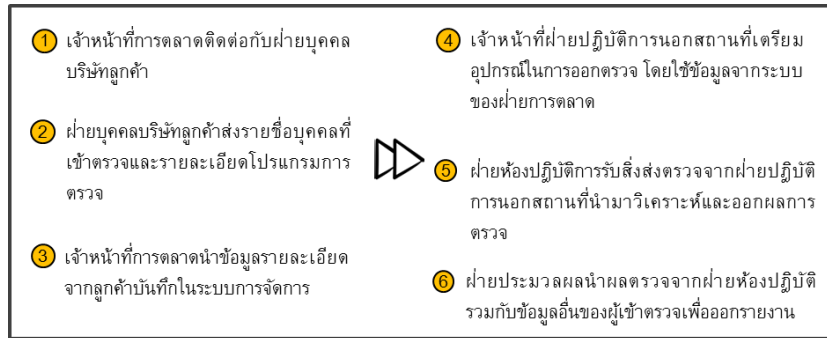 1 เจ้าหน้าที่การตลาดติดต่อกับฝ่ายบุคคล
บริษัทลูกค้า
2 ฝ่ายบุคคลบริษัทลูกค้าส่งรายชื่อบุคคลที่
เข้าตรวจและรายละเอียดโปรแกรมการ
ตรวจ
3 เจ้าหน้าที่การตลาดนำข้อมูลรายละเอียด
จากลูกค้าบันทึกในระบบการจัดการ
4 เจ้าหน้าที่ฝ่ายปฎิบัติการนอกสถานที่เตรียม
อุปกรณ์ในการออกตรวจ โดยใช้ข้อมูลจากระบบ
ของฝ่ายการตลาด
5 ฝ่ายห้องปฎิบัติการรับสิ่งส่งตรวจจากฝ่ายปฎิบัติ
การนอกสถานที่นำมาวิเคราะห์และออกผลการ
ตรวจ
6 ฝ่ายประมวลผลนำผลตรวจจากฝ่ายห้องปฎิบัติ
รวมกับข้อมูลอื่นของผู้เข้าตรวจเพื่อออกรายงาน